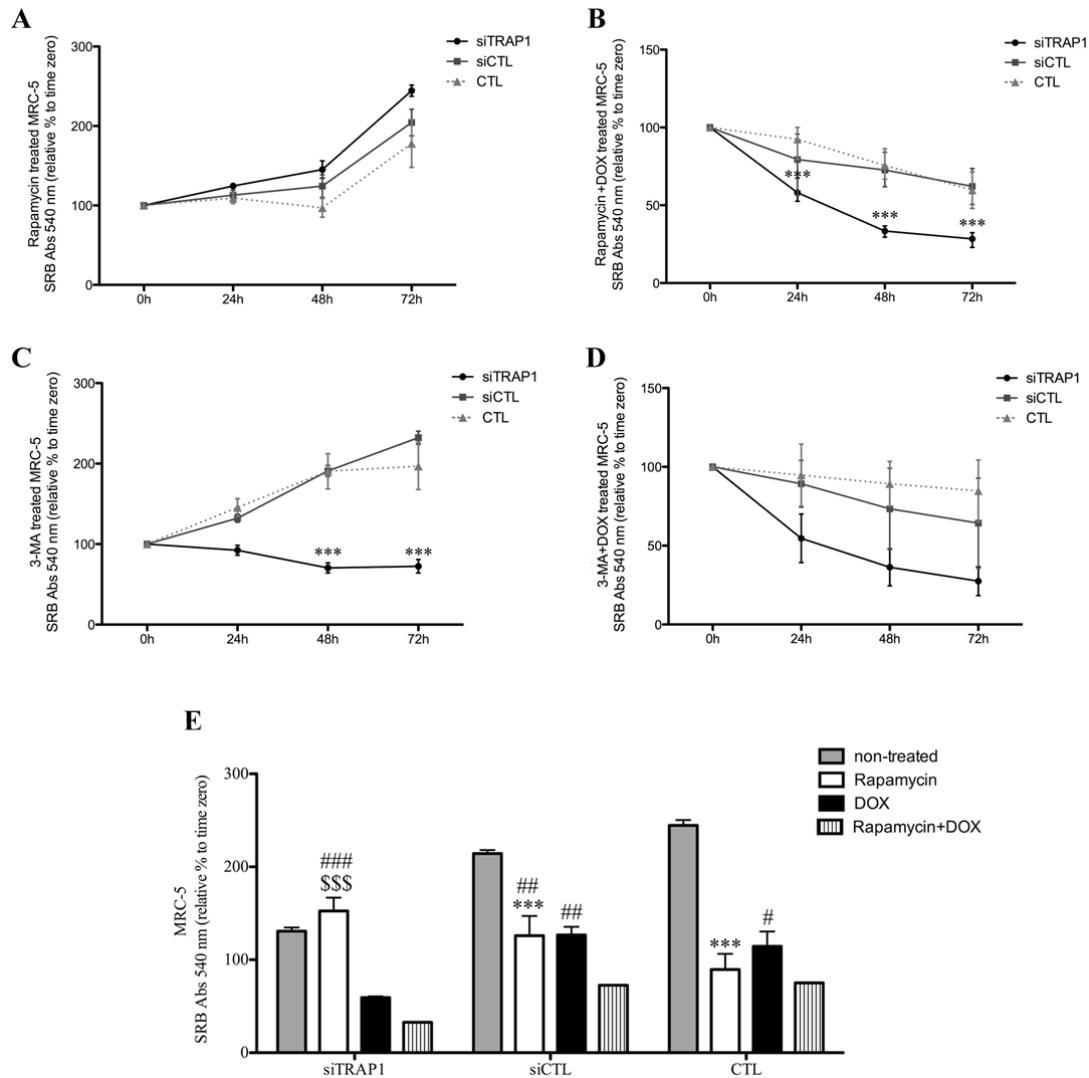 A
siTRAP1
siCTL
CTL
Rapamycin treated MRC-5
SRB Abs 540 nm (relative % to time zero)
300
200
100
0
0h 24h 48h 72h
B
siTRAP1
siCTL
CTL
Rapamycin +DOX treated MRC-5
SRB Abs 540 nm (relative % to time zero)
150
100
50
0
***
***
***
0h 24h 48h 72h
C
siTRAP1
siCTL
CTL
3-MA treated MRC-5
SRB Abs 540 nm (relative % to time zero)
300
200
100
0
*** ***
0h 24h 48h 72h
D
siTRAP1
siCTL
CTL
3-MA+DOX treated MRC-5
SRB Abs 540 nm (relative % to time zero)
150
100
50
0
0h 24h 48h 72h
E
non-treated
Rapamycin
DOX
Rapamycin+DOX
MRC-5
SRB Abs 540 nm (relative % to time zero)
300
200
100
0
###
$$$
##
***
##
***
#
siTRAP1 siCTL CTL